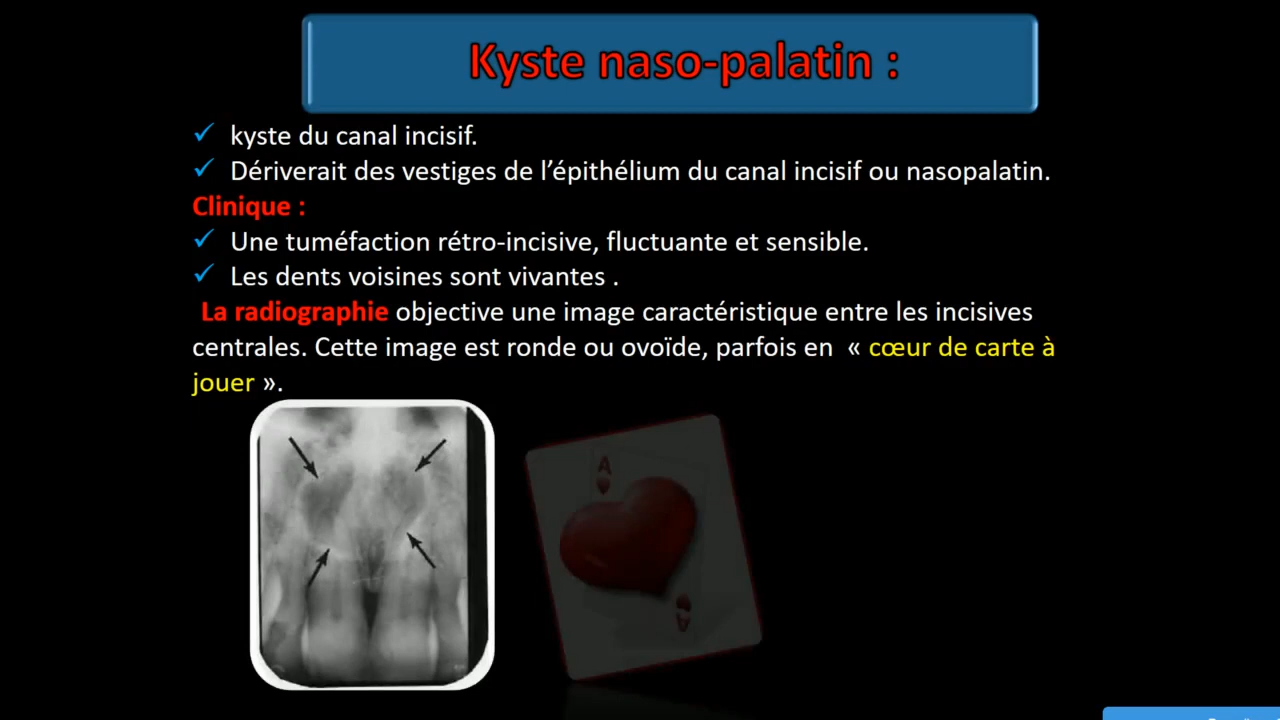 Kyste naso-palatin :
✓ kyste du canal incisif.
✓ Dériverait des vestiges de l’épithélium du canal incisif ou nasopalatin.
Clinique :
✓ Une tuméfaction rétro-incisive, fluctuante et sensible.
✓ Les dents voisines sont vivantes .
La radiographie objective une image caractéristique entre les incisives
centrales. Cette image est ronde ou ovoïde, parfois en « cœur de carte à
jouer ».
A